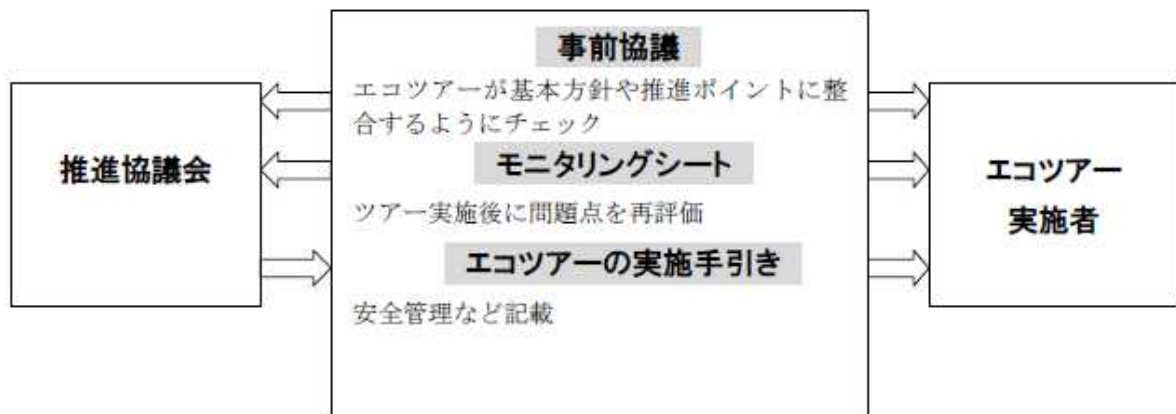 事前協議
エコツアーが基本方針や推進ポイントに整
合するようにチェック
推進協議会
モニタリングシート
エコツアー
実施者
ツアー実施後に問題点を再評価
エコツアーの実施手引き
安全管理など記載